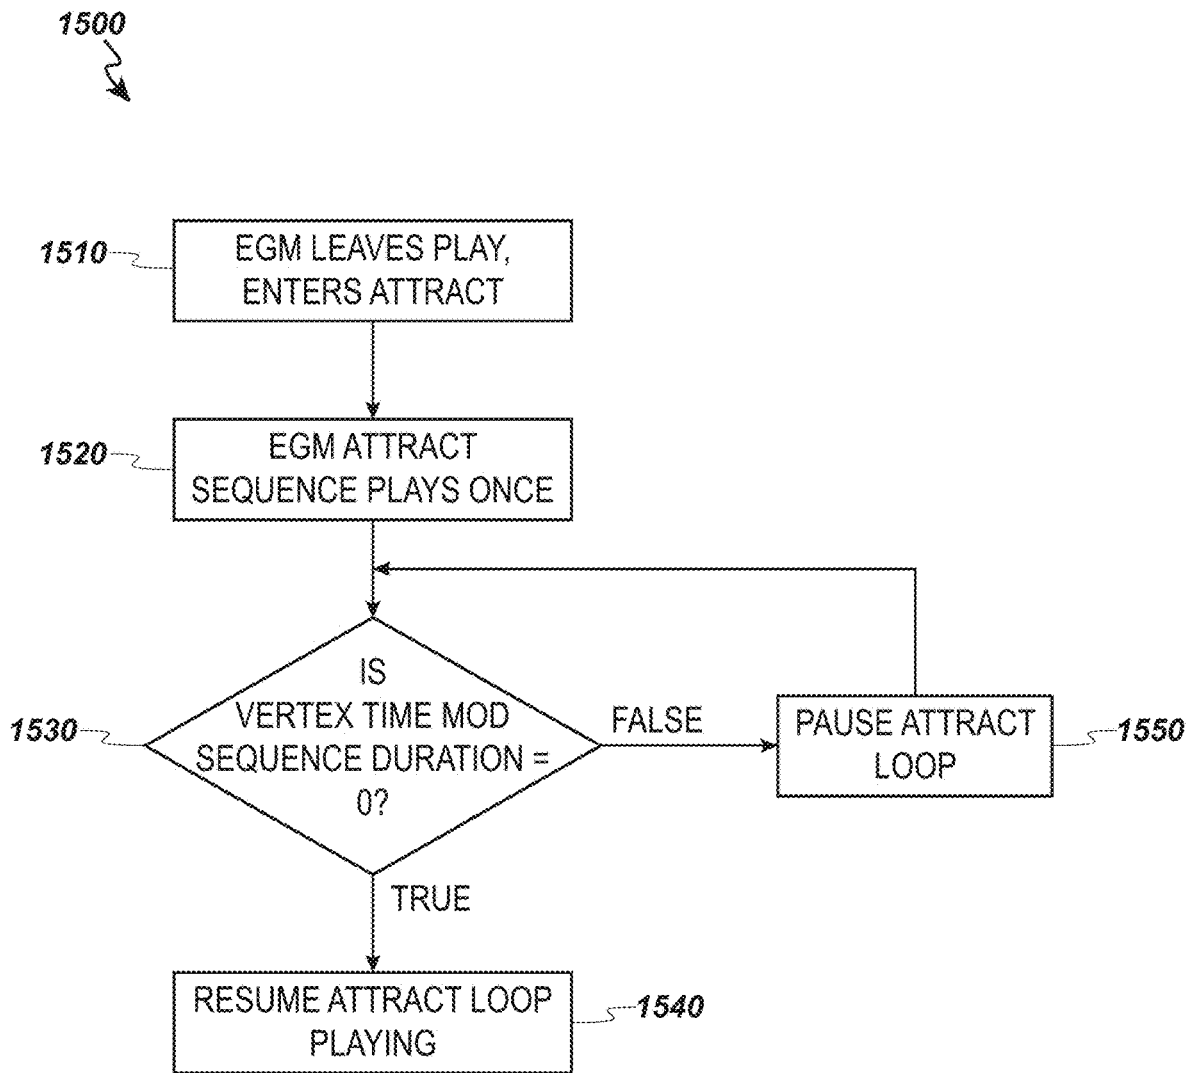 1500
1510
EGM LEAVES PLAY,
ENTERS ATTRACT
1520
EGM ATTRACT
SEQUENCE PLAYS ONCE
1530
IS
VERTEX TIME MOD
SEQUENCE DURATION =
0?
FALSE
PAUSE ATTRACT
LOOP
1550
TRUE
RESUME ATTRACT LOOP
PLAYING
1540